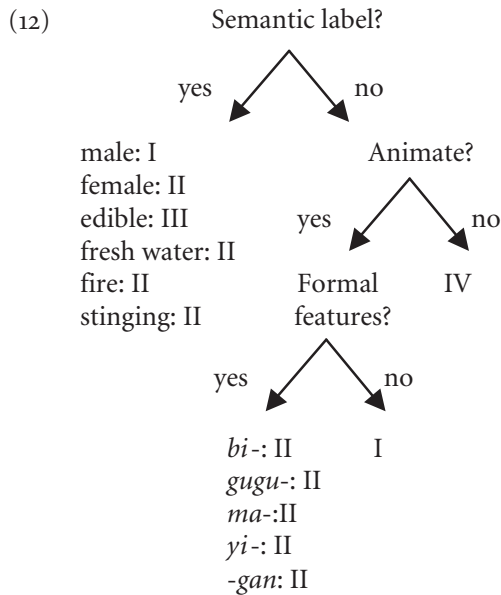 (12) Semantic label?
yes no
male: I Animate?
female: II
edible: III yes no
fresh water: II
fire: II Formal IV
stinging: II features?
yes no
bi-: II I
gugu-: II
ma-:II
yi-: II
-gan: II